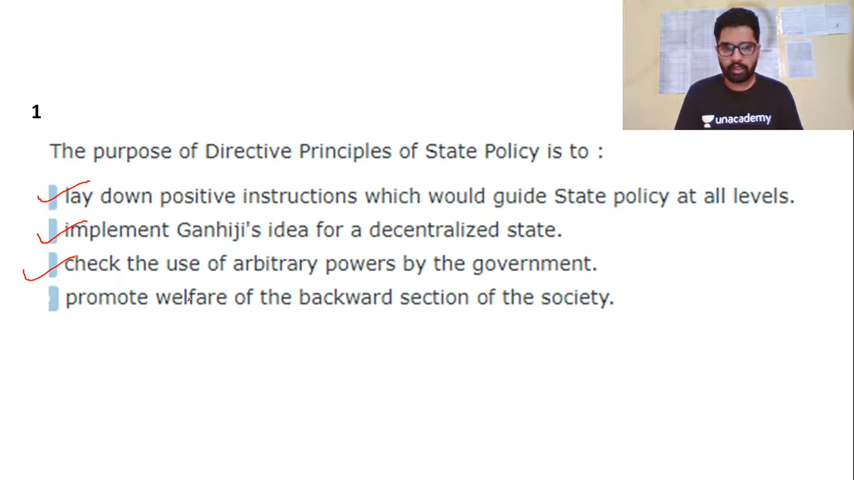 unacademy
1
The purpose of Directive Principles of State Policy is to :
lay down positive instructions which would guide State policy at all levels.
implement Ganhiji's idea for a decentralized state.
check the use of arbitrary powers by the government.
promote welfare of the backward section of the society.